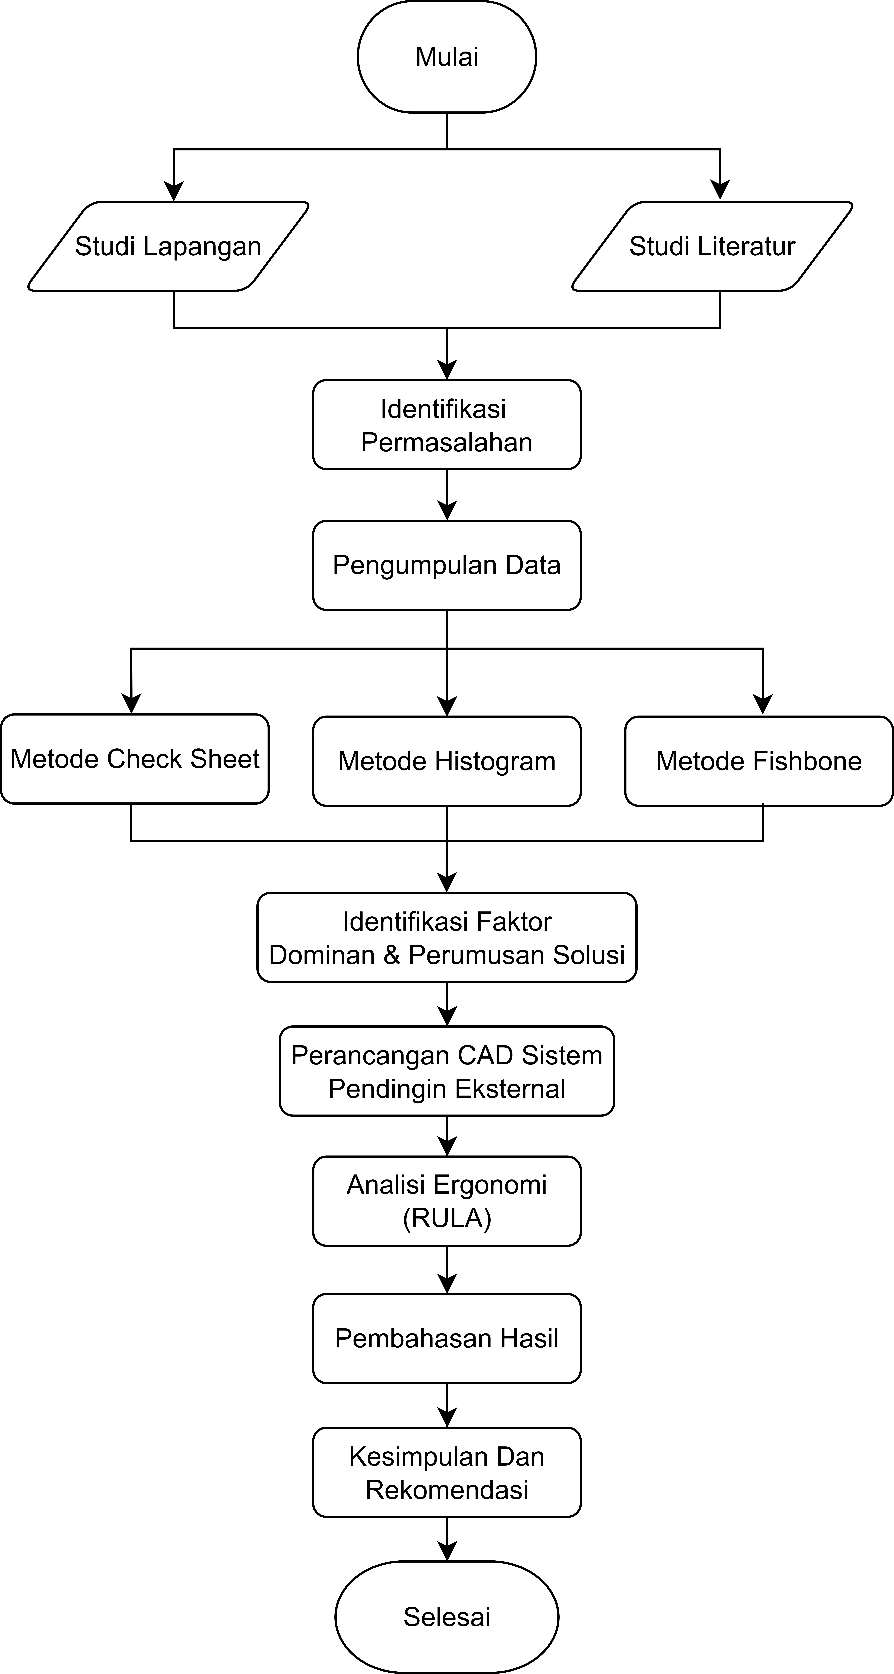 Mulai
Studi Lapangan
Studi Literatur
Identifikasi
Permasalahan
Pengumpulan Data
Metode Check Sheet
Metode Histogram
Metode Fishbone
Identifikasi Faktor
Dominan & Perumusan Solusi
Perancangan CAD Sistem
Pendingin Eksternal
Analisi Ergonomi
(RULA)
Pembahasan Hasil
Kesimpulan Dan
Rekomendasi
Selesai